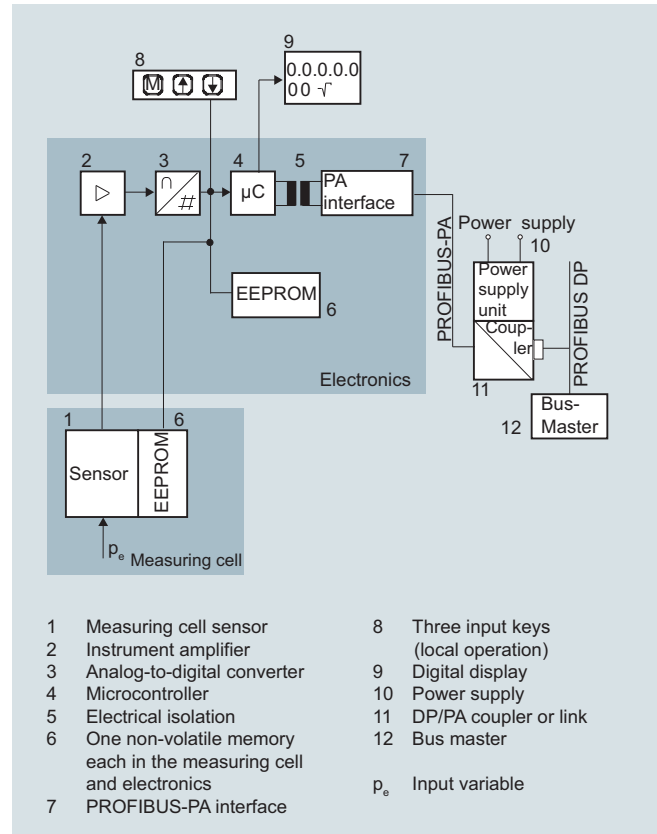 9
8
0.0.0.0.0
00 √
M
2
3
4
5
7
∩
#
µC
PA
interface
Power supply
10
PROFIBUS-PA
PROFIBUS DP
Power
supply
unit
Coup-
ler
EEPROM
6
Electronics
11
Bus-
Master
12
1
6
Sensor
EEPROM
pe Measuring cell
1 Measuring cell sensor
2 Instrument amplifier
3 Analog-to-digital converter
4 Microcontroller
5 Electrical isolation
6 One non-volatile memory
each in the measuring cell
and electronics
7 PROFIBUS-PA interface
8 Three input keys
(local operation)
9 Digital display
10 Power supply
11 DP/PA coupler or link
12 Bus master
pe Input variable